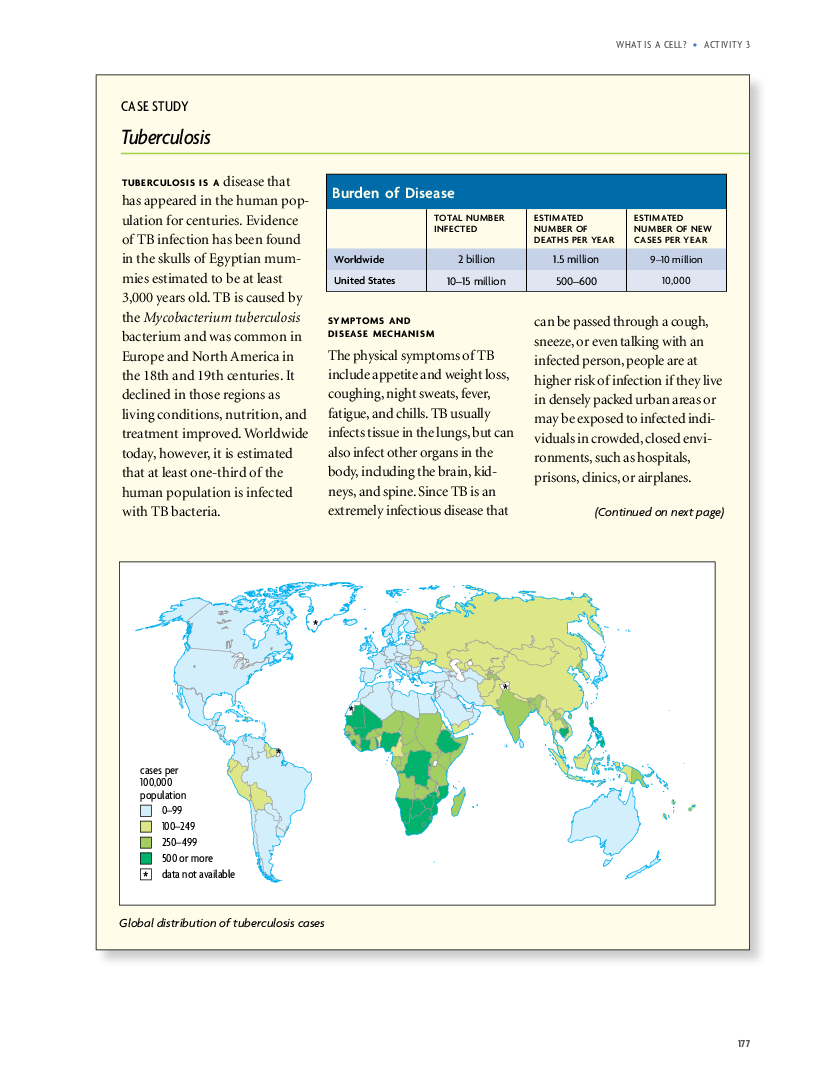 WHAT IS A CELL? • ACTIVITY 3
CASE STUDY
Tuberculosis
TUBERCULOSIS IS A disease that
has appeared in the human pop-
ulation for centuries. Evidence
of TB infection has been found
in the skulls of Egyptian mum-
mies estimated to be at least
3,000 years old. TB is caused by
the Mycobacterium tuberculosis
bacterium and was common in
Europe and North America in
the 18th and 19th centuries. It
declined in those regions as
living conditions, nutrition, and
treatment improved. Worldwide
today, however, it is estimated
that at least one-third of the
human population is infected
with TB bacteria.
Burden of Disease
TOTAL NUMBER
INFECTED
ESTIMATED
NUMBER OF
DEATHS PER YEAR
ESTIMATED
NUMBER OF NEW
CASES PER YEAR
Worldwide 2 billion 1.5 million 9–10 million
United States 10–15 million 500–600 10,000
SYMPTOMS AND
DISEASE MECHANISM
The physical symptoms of TB
include appetite and weight loss,
coughing, night sweats, fever,
fatigue, and chills. TB usually
infects tissue in the lungs, but can
also infect other organs in the
body, including the brain, kid-
neys, and spine. Since TB is an
extremely infectious disease that
can be passed through a cough,
sneeze, or even talking with an
infected person, people are at
higher risk of infection if they live
in densely packed urban areas or
may be exposed to infected indi-
viduals in crowded, closed envi-
ronments, such as hospitals,
prisons, clinics, or airplanes.
(Continued on next page)
cases per
100,000
population
0–99
100–249
250–499
500 or more
* data not available
Global distribution of tuberculosis cases
177